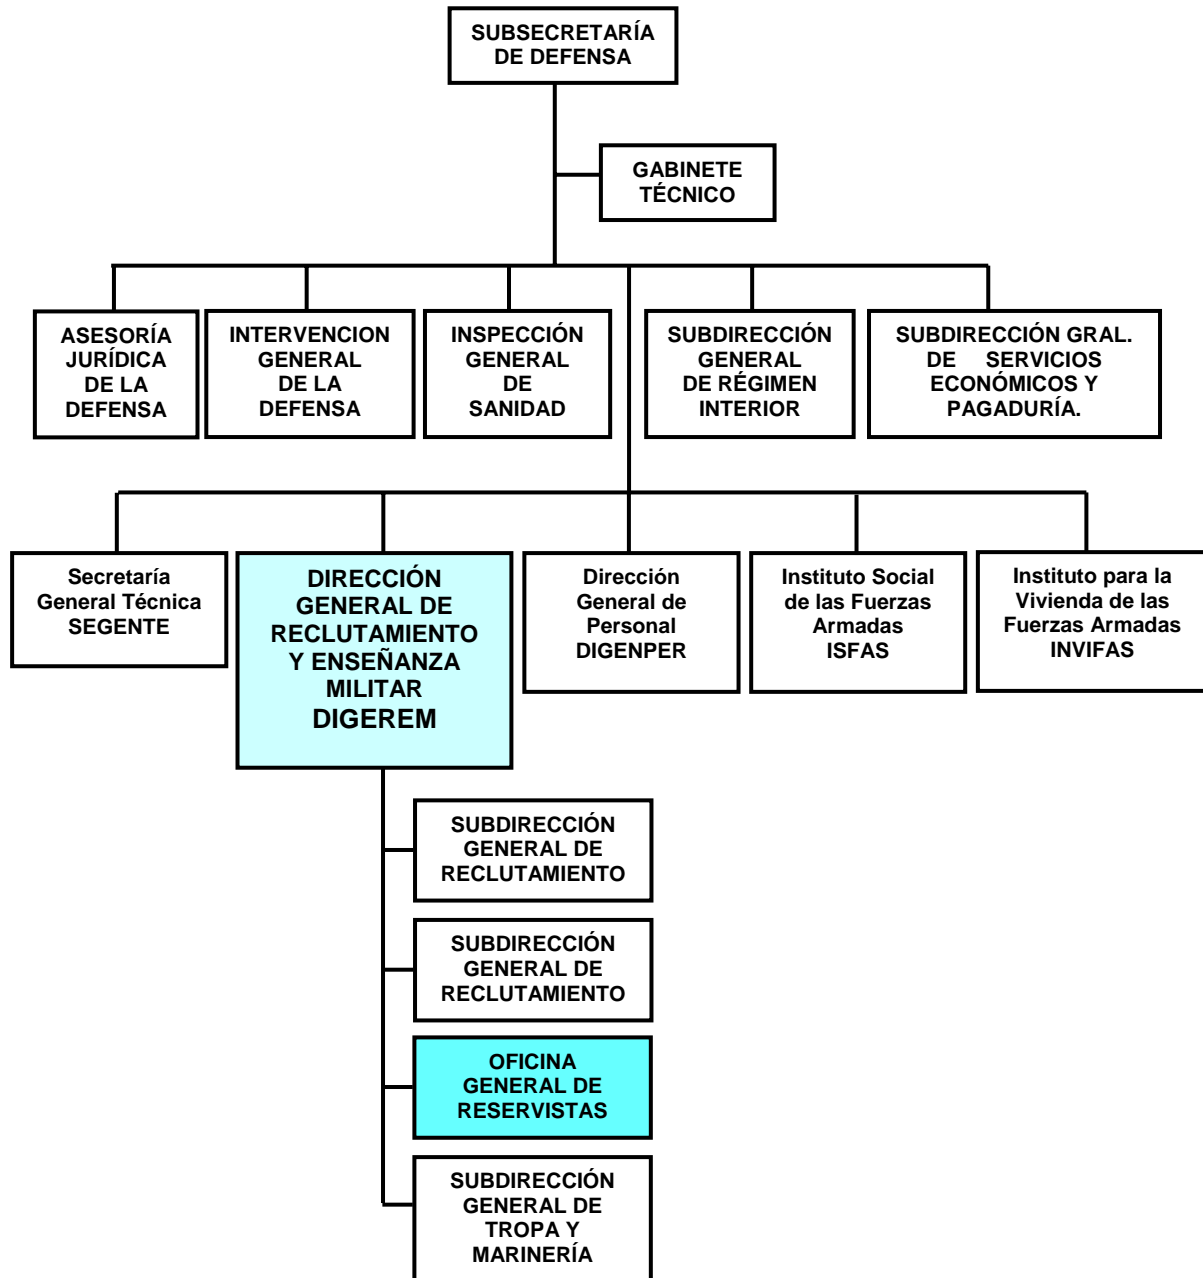 SUBSECRETARÍA
DE DEFENSA
GABINETE
TÉCNICO
ASESORÍA
JURÍDICA
DE LA
DEFENSA
INTERVENCION
GENERAL
DE LA
DEFENSA
INSPECCIÓN
GENERAL
DE
SANIDAD
SUBDIRECCIÓN
GENERAL
DE RÉGIMEN
INTERIOR
SUBDIRECCIÓN GRAL.
DE SERVICIOS
ECONÓMICOS Y
PAGADURÍA.
Secretaría
General Técnica
SEGENTE
DIRECCIÓN
GENERAL DE
RECLUTAMIENTO
Y ENSEÑANZA
MILITAR
DIGEREM
Dirección
General de
Personal
DIGENPER
Instituto Social
de las Fuerzas
Armadas
ISFAS
Instituto para la
Vivienda de las
Fuerzas Armadas
INVIFAS
SUBDIRECCIÓN
GENERAL DE
RECLUTAMIENTO
SUBDIRECCIÓN
GENERAL DE
RECLUTAMIENTO
OFICINA
GENERAL DE
RESERVISTAS
SUBDIRECCIÓN
GENERAL DE
TROPA Y
MARINERÍA